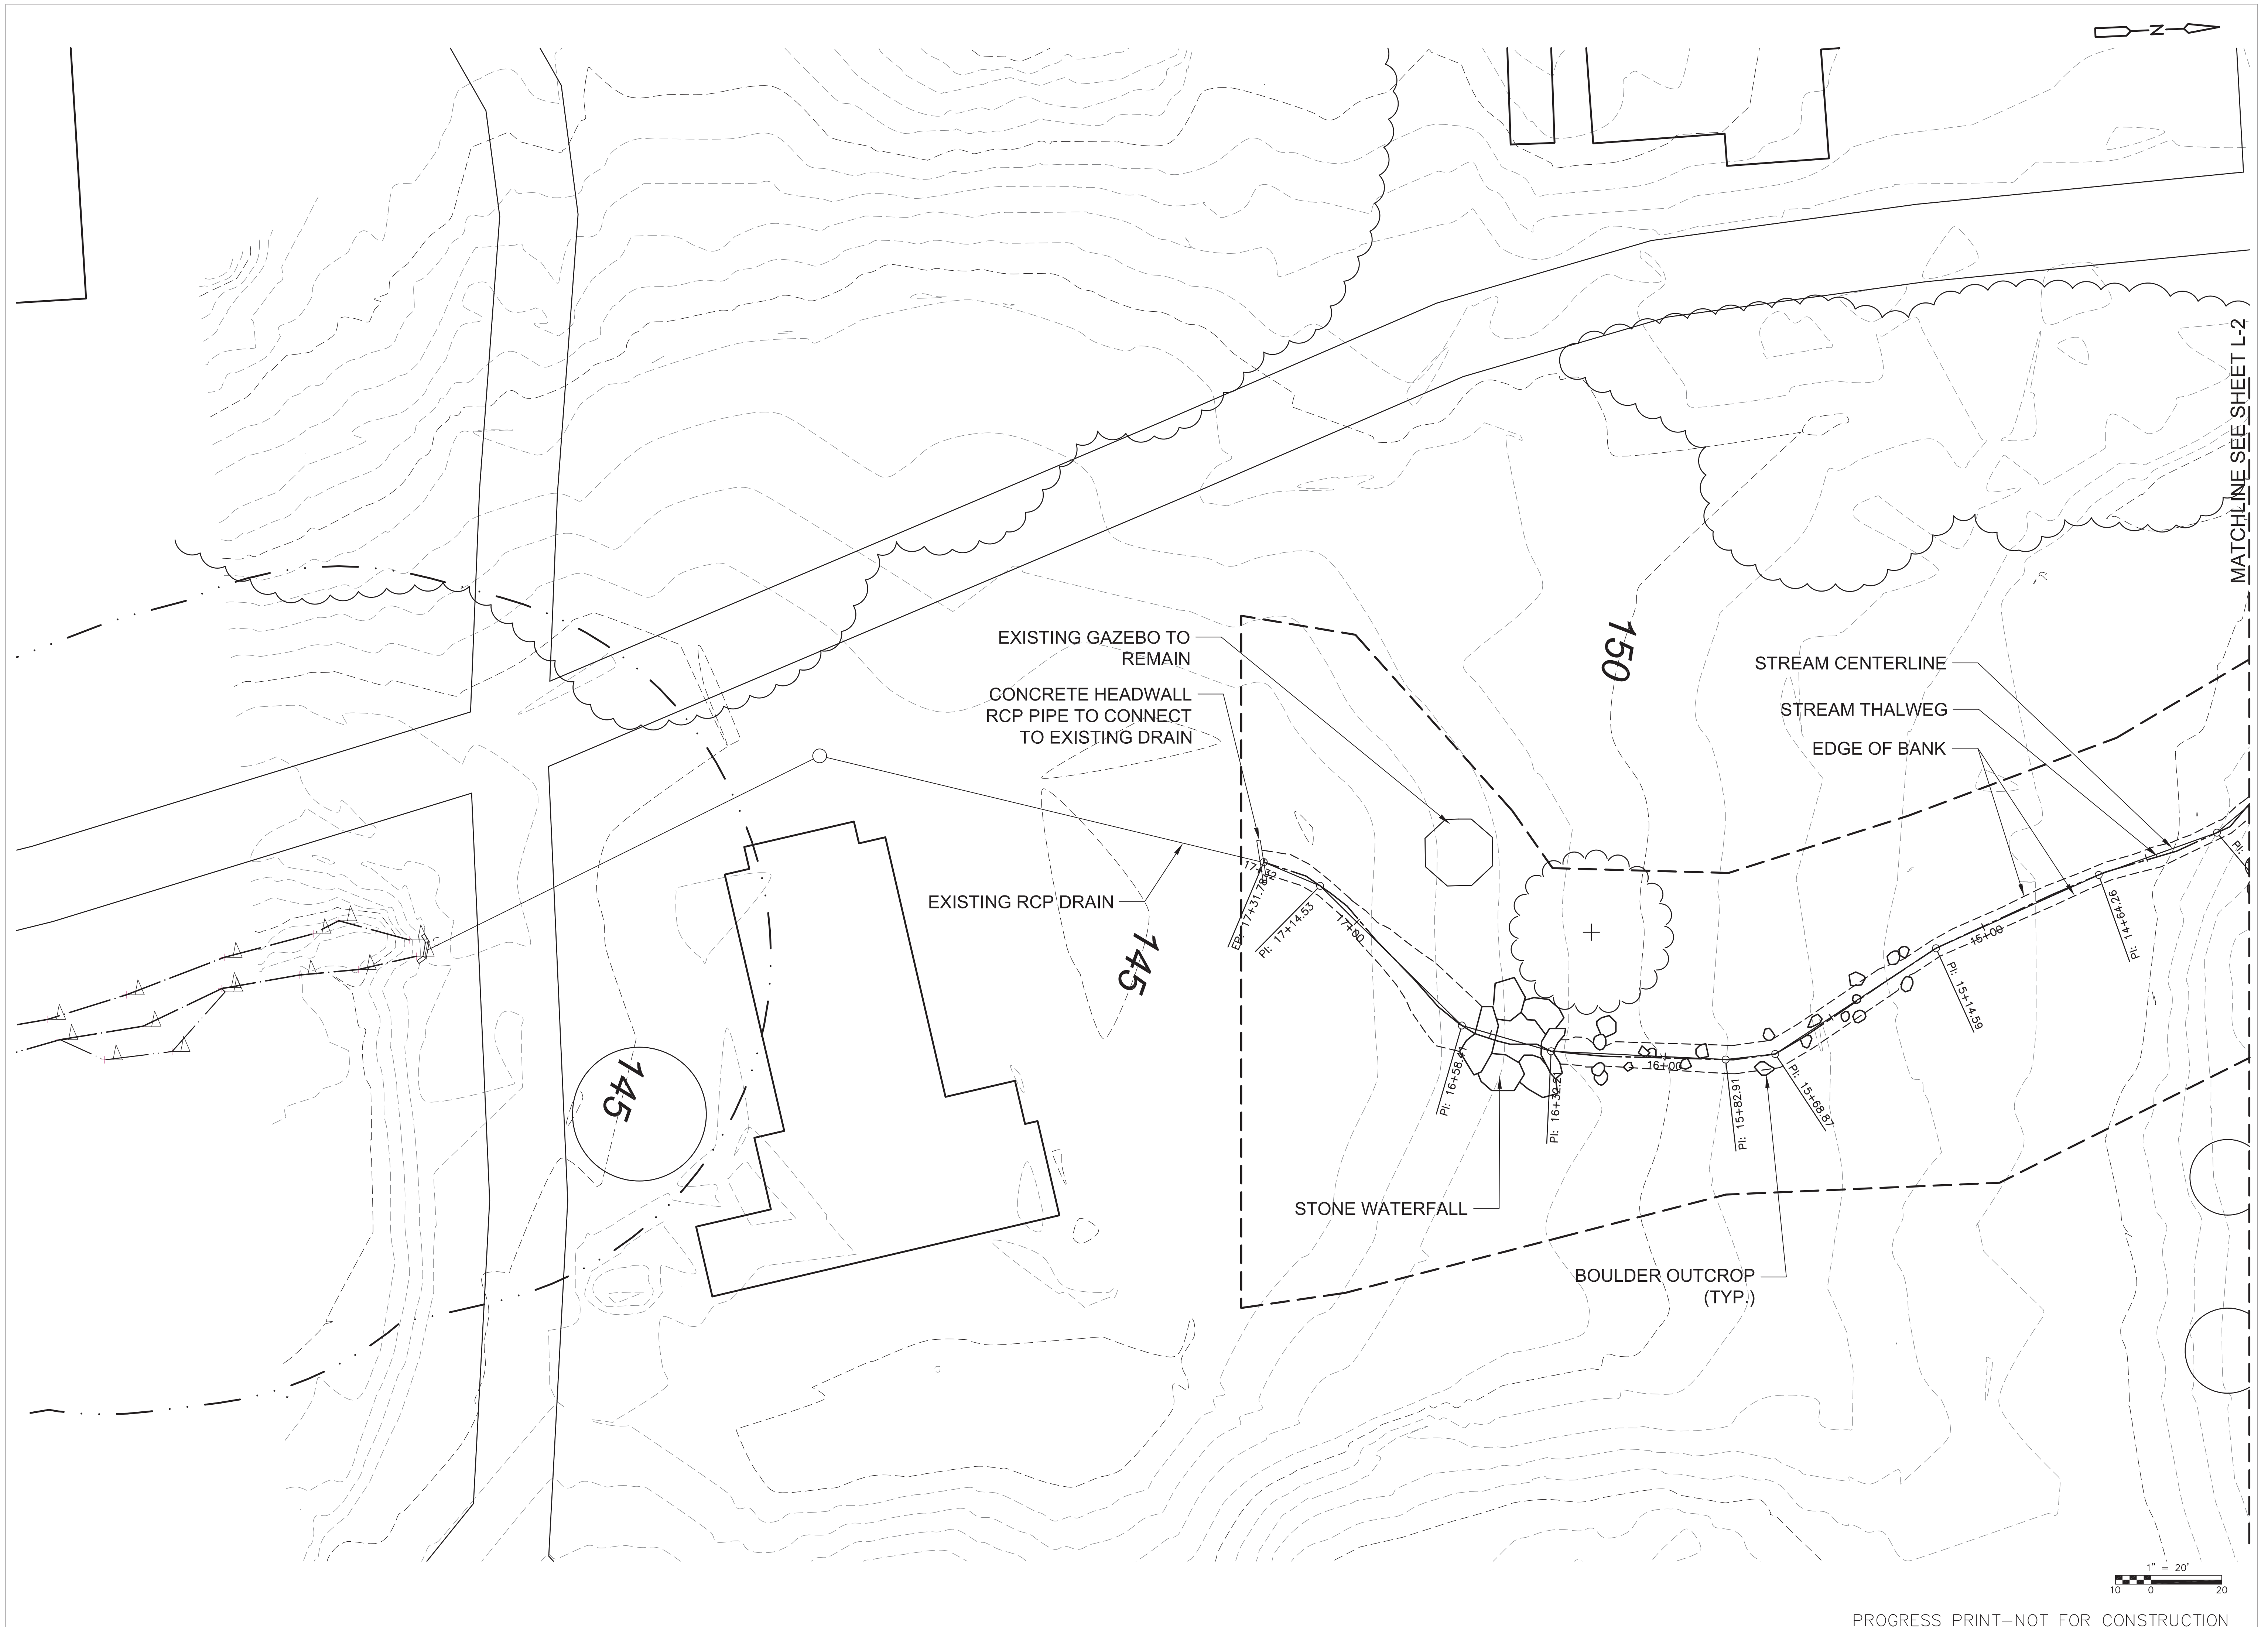 N
MATCHLINE SEE SHEET L-2
EXISTING GAZEBO TO
REMAIN
CONCRETE HEADWALL
RCP PIPE TO CONNECT
TO EXISTING DRAIN
150
STREAM CENTERLINE
STREAM THALWEG
EDGE OF BANK
EXISTING RCP DRAIN
145
145
EP: 17+31.78
PI: 17+14.53
17+00
PI: 16+58.41
PI: 16+32.21
16+00
PI: 15+82.91
PI: 15+68.87
PI: 15+14.59
15+00
PI: 14+64.26
PI:
STONE WATERFALL
BOULDER OUTCROP
(TYP.)
1" = 20'
10 0 20
PROGRESS PRINT-NOT FOR CONSTRUCTION